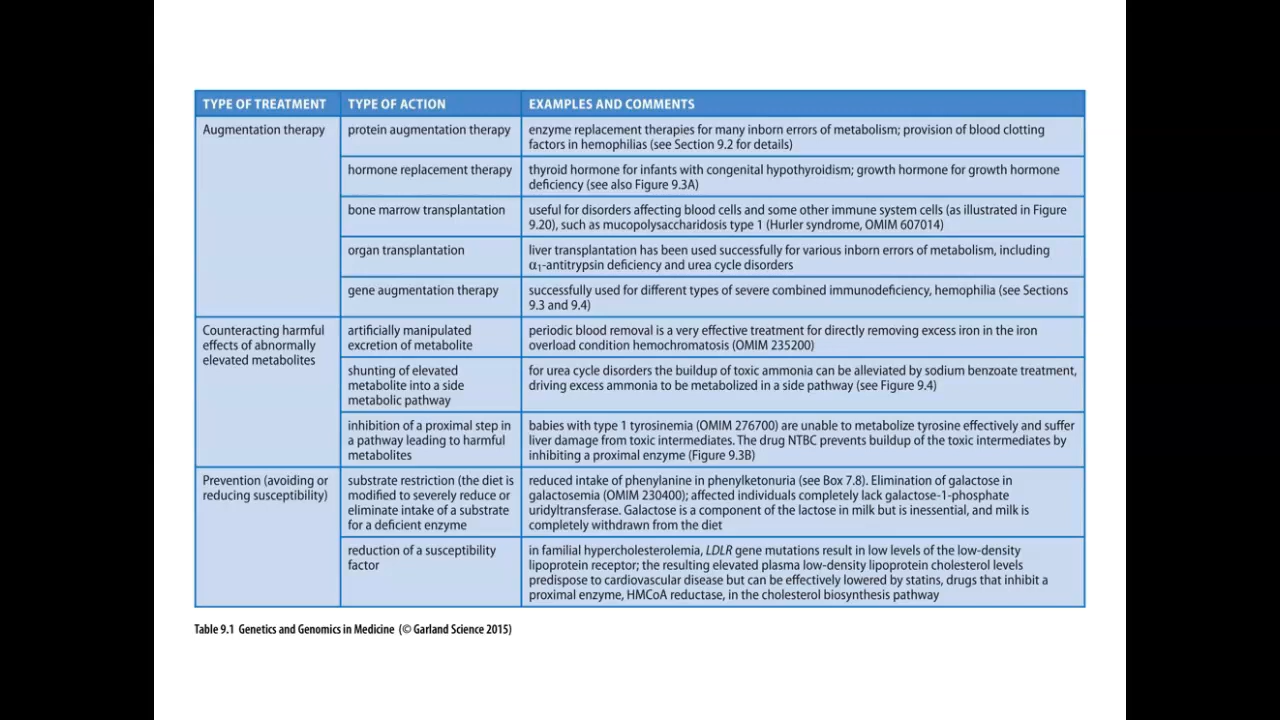 TYPE OF TREATMENT TYPE OF ACTION EXAMPLES AND COMMENTS
Augmentation therapy protein augmentation therapy enzyme replacement therapies for many inborn errors of metabolism; provision of blood clotting
factors in hemophilias (see Section 9.2 for details)
hormone replacement therapy thyroid hormone for infants with congenital hypothyroidism; growth hormone for growth hormone
deficiency (see also Figure 9.3A)
bone marrow transplantation useful for disorders affecting blood cells and some other immune system cells (as illustrated in Figure
9.20), such as mucopolysaccharidosis type 1 (Hurler syndrome, OMIM 607014)
organ transplantation liver transplantation has been used successfully for various inborn errors of metabolism, including
α₁-antitrypsin deficiency and urea cycle disorders
gene augmentation therapy successfully used for different types of severe combined immunodeficiency, hemophilia (see Sections
9.3 and 9.4)
Counteracting harmful artificially manipulated periodic blood removal is a very effective treatment for directly removing excess iron in the iron
effects of abnormally excretion of metabolite overload condition hemochromatosis (OMIM 235200)
elevated metabolites
shunting of elevated for urea cycle disorders the buildup of toxic ammonia can be alleviated by sodium benzoate treatment,
metabolite into a side driving excess ammonia to be metabolized in a side pathway (see Figure 9.4)
metabolic pathway
inhibition of a proximal step in babies with type 1 tyrosinemia (OMIM 276700) are unable to metabolize tyrosine effectively and suffer
a pathway leading to harmful liver damage from toxic intermediates. The drug NTBC prevents buildup of the toxic intermediates by
metabolites inhibiting a proximal enzyme (Figure 9.3B)
Prevention (avoiding or substrate restriction (the diet is reduced intake of phenylanine in phenylketonuria (see Box 7.8). Elimination of galactose in
reducing susceptibility) modified to severely reduce or galactosemia (OMIM 230400); affected individuals completely lack galactose-1-phosphate
eliminate intake of a substrate uridyltransferase. Galactose is a component of the lactose in milk but is inessential, and milk is
for a deficient enzyme completely withdrawn from the diet
reduction of a susceptibility in familial hypercholesterolemia, LDLR gene mutations result in low levels of the low-density
factor lipoprotein receptor; the resulting elevated plasma low-density lipoprotein cholesterol levels
predispose to cardiovascular disease but can be effectively lowered by statins, drugs that inhibit a
proximal enzyme, HMCoA reductase, in the cholesterol biosynthesis pathway
Table 9.1 Genetics and Genomics in Medicine (© Garland Science 2015)